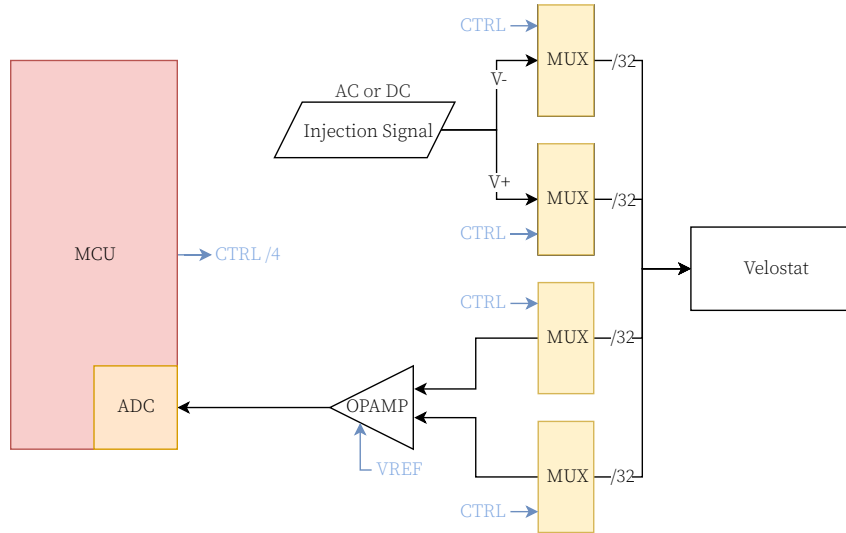 CTRL
MUX
/32
V-
AC or DC
Injection Signal
V+
MUX
/32
CTRL
MCU
CTRL /4
Velostat
CTRL
MUX
/32
ADC
OPAMP
VREF
MUX
/32
CTRL